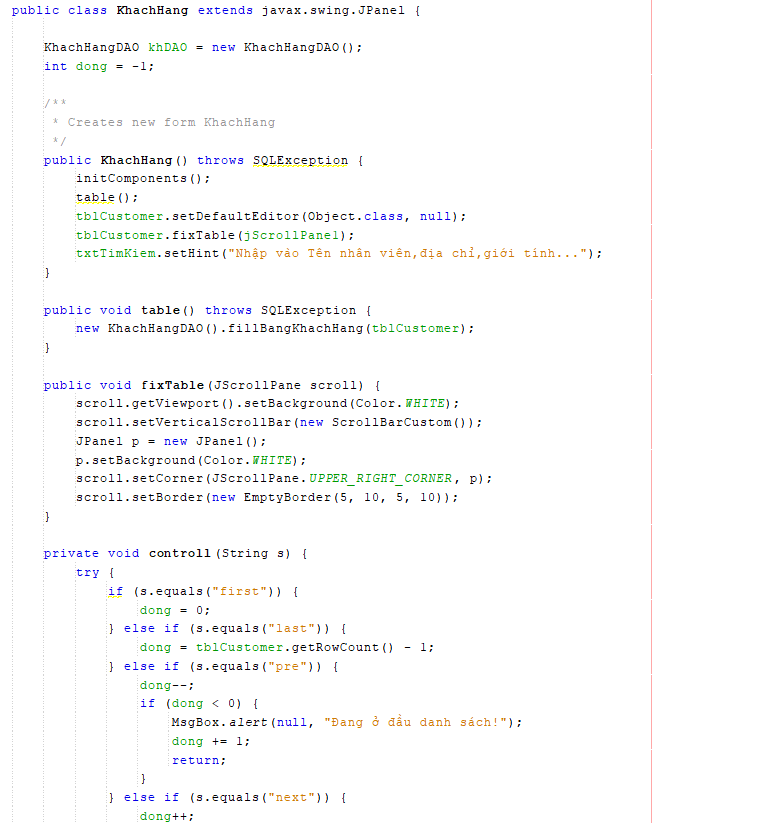 public class KhachHang extends javax.swing.JPanel {
KhachHangDAO khDAO = new KhachHangDAO();
int dong = -1;
/**
* Creates new form KhachHang
*/
public KhachHang() throws SQLException {
initComponents();
table();
tblCustomer.setDefaultEditor(Object.class, null);
tblCustomer.fixTable(jScrollPane1);
txtTimKiem.setHint("Nhập vào Tên nhân viên,địa chỉ,giới tính...");
}
public void table() throws SQLException {
new KhachHangDAO().fillBangKhachHang(tblCustomer);
}
public void fixTable(JScrollPane scroll) {
scroll.getViewport().setBackground(Color.WHITE);
scroll.setVerticalScrollBar(new ScrollBarCustom());
JPanel p = new JPanel();
p.setBackground(Color.WHITE);
scroll.setCorner(JScrollPane.UPPER_RIGHT_CORNER, p);
scroll.setBorder(new EmptyBorder(5, 10, 5, 10));
}
private void controll(String s) {
try {
if (s.equals("first")) {
dong = 0;
} else if (s.equals("last")) {
dong = tblCustomer.getRowCount() - 1;
} else if (s.equals("pre")) {
dong--;
if (dong < 0) {
MsgBox.alert(null, "Đang ở đầu danh sách!");
dong += 1;
return;
}
} else if (s.equals("next")) {
dong++;